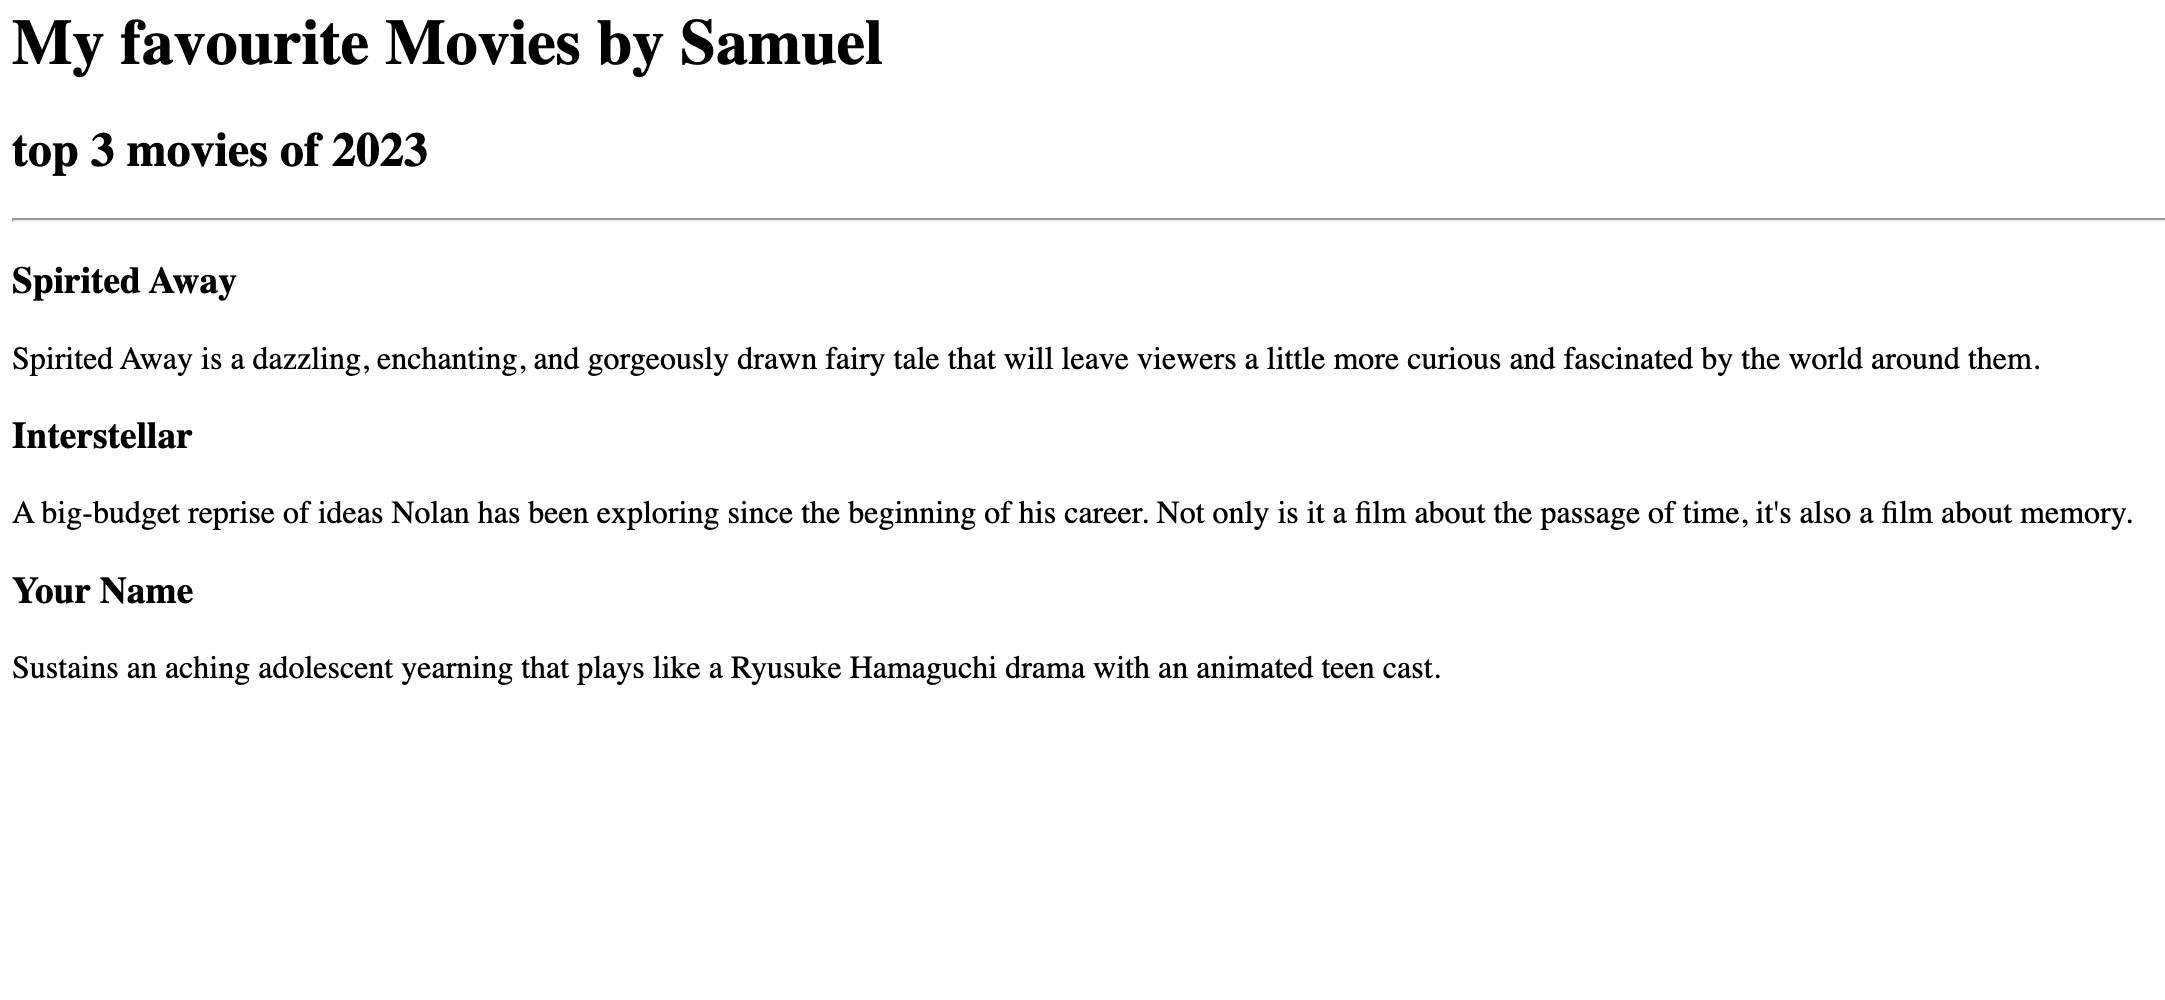 My favourite Movies by Samuel
top 3 movies of 2023
Spirited Away
Spirited Away is a dazzling, enchanting, and gorgeously drawn fairy tale that will leave viewers a little more curious and fascinated by the world around them.
Interstellar
A big-budget reprise of ideas Nolan has been exploring since the beginning of his career. Not only is it a film about the passage of time, it's also a film about memory.
Your Name
Sustains an aching adolescent yearning that plays like a Ryusuke Hamaguchi drama with an animated teen cast.